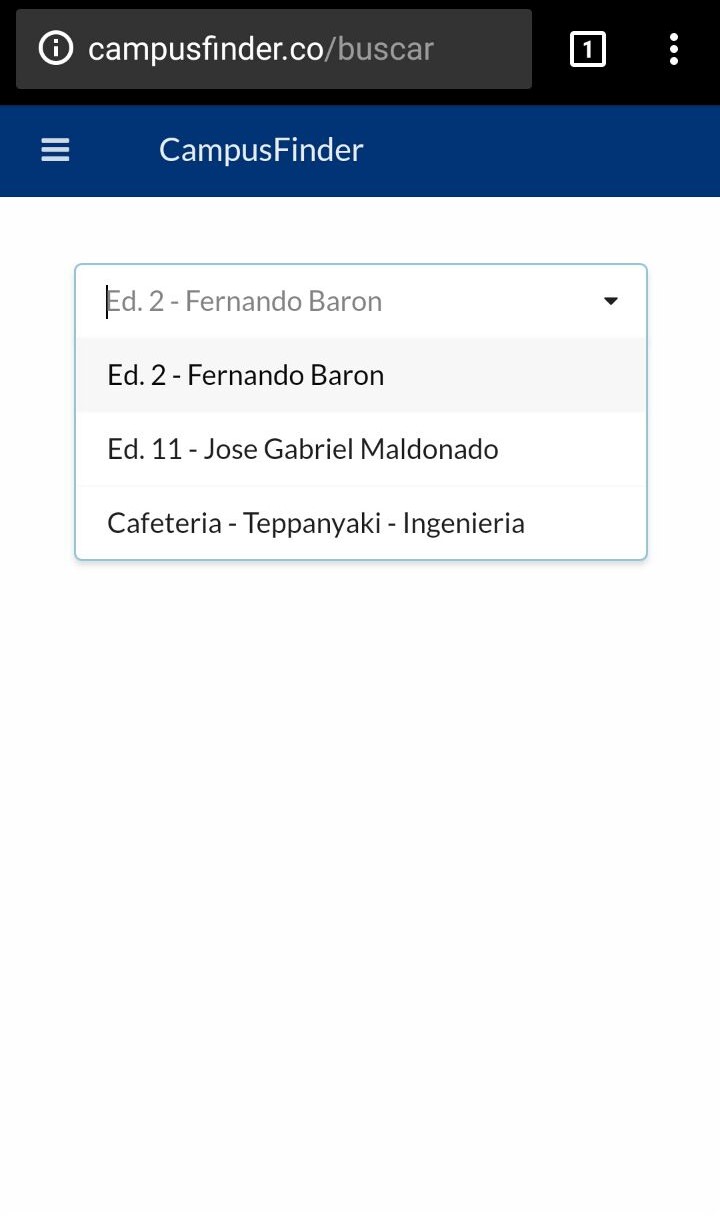 campusfinder.co/buscar
1
CampusFinder
Ed. 2 - Fernando Baron
Ed. 2 - Fernando Baron
Ed. 11 - Jose Gabriel Maldonado
Cafeteria - Teppanyaki - Ingenieria